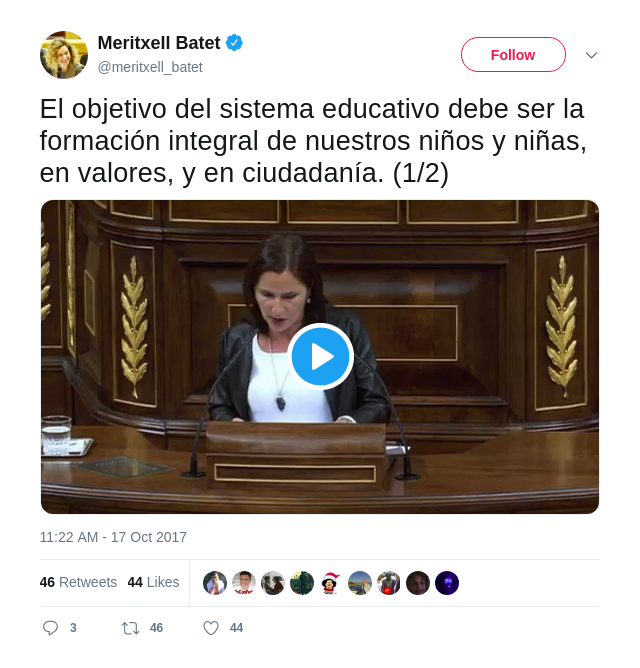 Meritxell Batet
@meritxell_batet
Follow
El objetivo del sistema educativo debe ser la
formación integral de nuestros niños y niñas,
en valores, y en ciudadanía. (1/2)
11:22 AM - 17 Oct 2017
46 Retweets 44 Likes
3 46 44